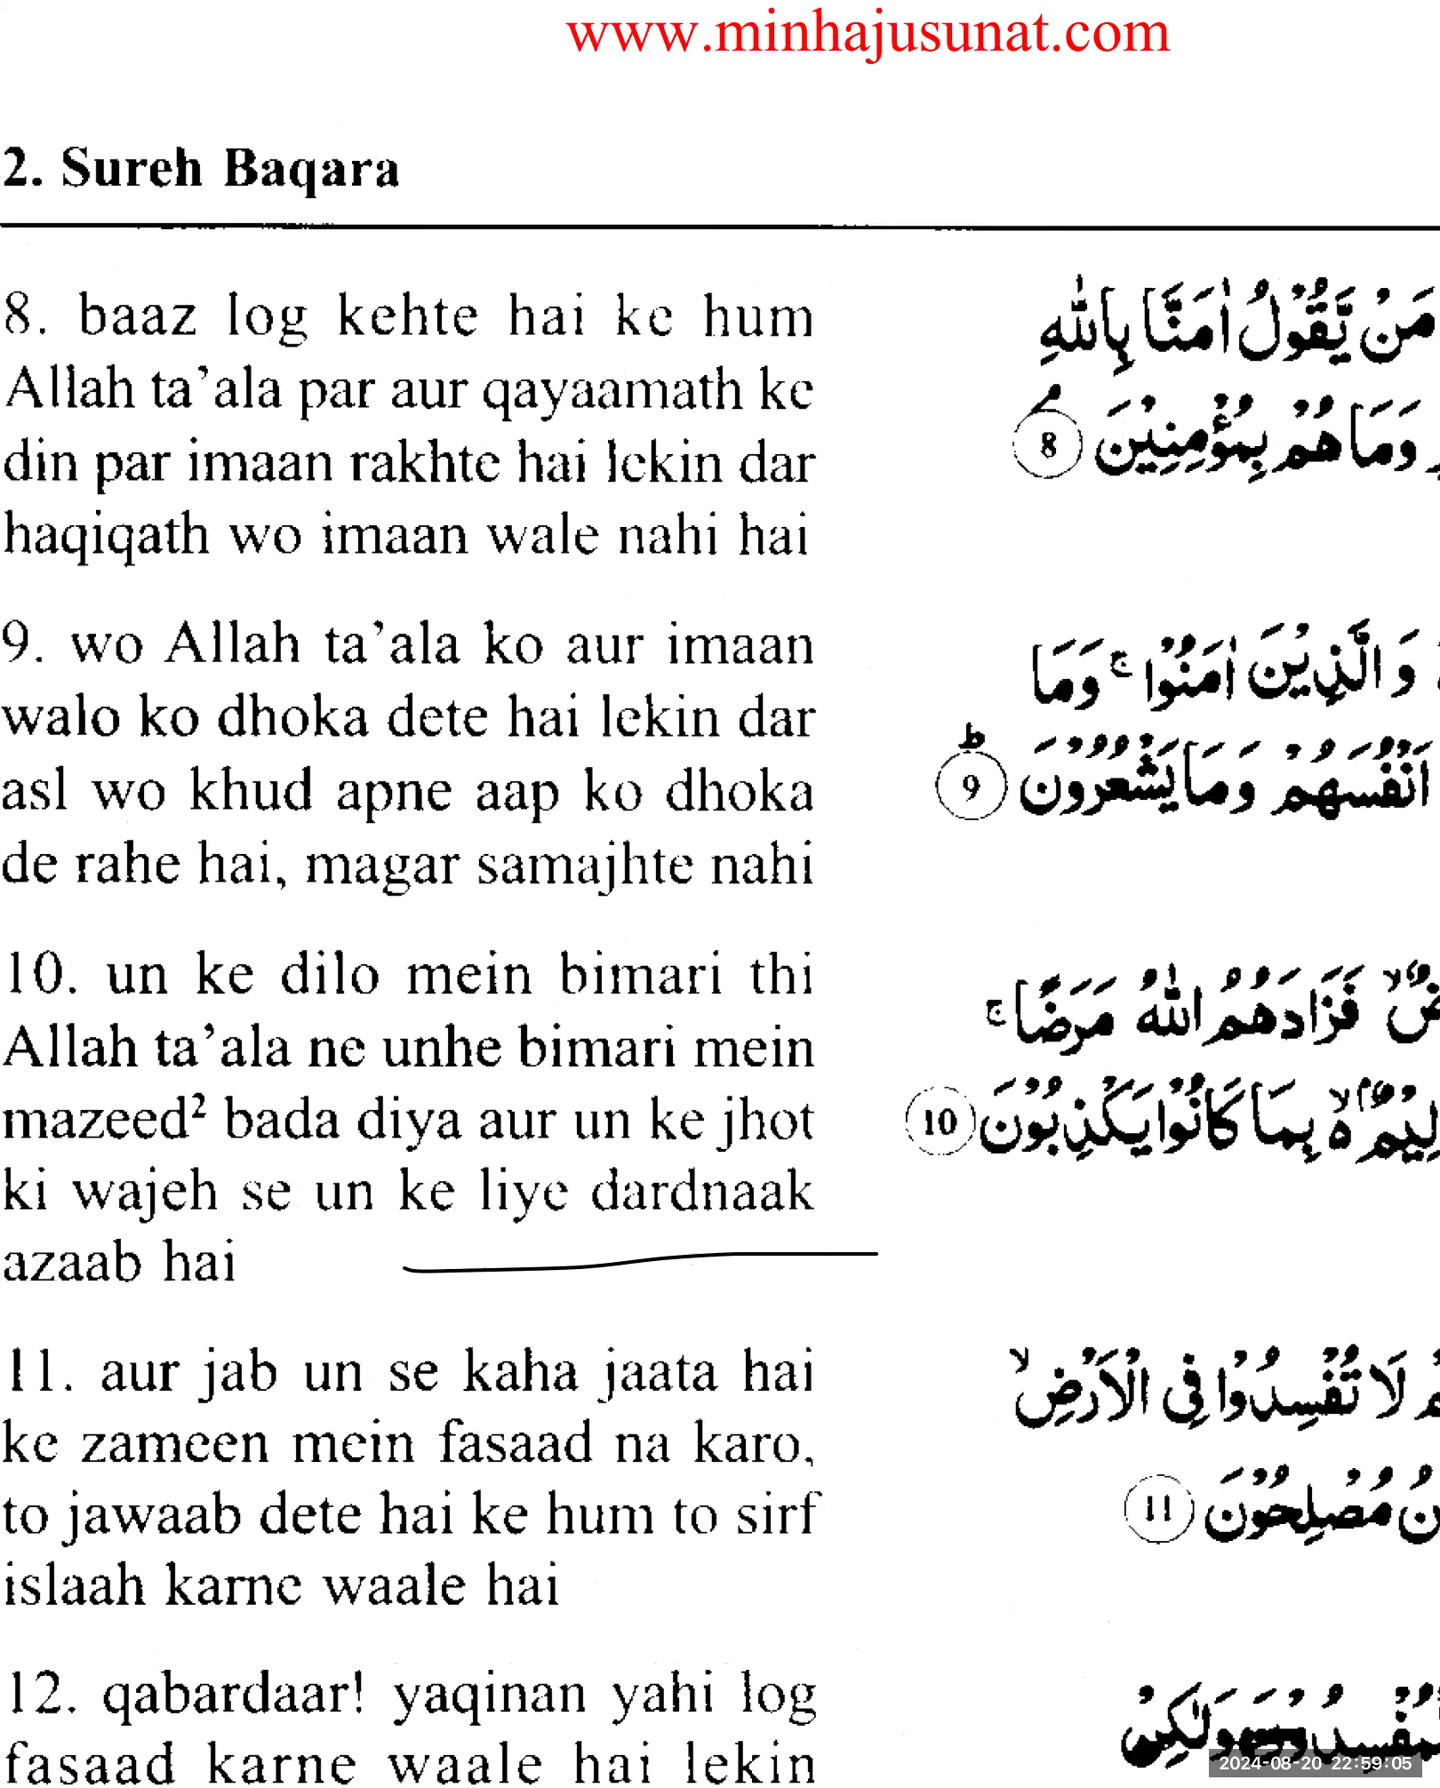 www.minhajusunat.com
2. Sureh Baqara
8. baaz log kehte hai ke hum
Allah ta’ala par aur qayaamath ke
din par imaan rakhte hai lekin dar
haqiqath wo imaan wale nahi hai
مَنْ يَّقُوْلُ اٰمَنَّا بِاللّٰهِ
وَمَا هُمْ بِمُؤْمِنِيْنَ 8 ۘ
9. wo Allah ta’ala ko aur imaan
walo ko dhoka dete hai lekin dar
asl wo khud apne aap ko dhoka
de rahe hai, magar samajhte nahi
وَالَّذِيْنَ اٰمَنُوْا ۚ وَمَا
اَنْفُسَهُمْ وَمَا يَشْعُرُوْنَ 9 ؕ
10. un ke dilo mein bimari thi
Allah ta’ala ne unhe bimari mein
mazeed² bada diya aur un ke jhot
ki wajeh se un ke liye dardnaak
azaab hai
فَزَادَهُمُ اللّٰهُ مَرَضًا ۚ
بِمَا كَانُوْا يَكْذِبُوْنَ 10
11. aur jab un se kaha jaata hai
ke zameen mein fasaad na karo,
to jawaab dete hai ke hum to sirf
islaah karne waale hai
لَا تُفْسِدُوْا فِى الْاَرْضِ ۙ
مُصْلِحُوْنَ 11
12. qabardaar! yaqinan yahi log
fasaad karne waale hai lekin
وَلٰكِنْ
2024-08-20 22:59:05